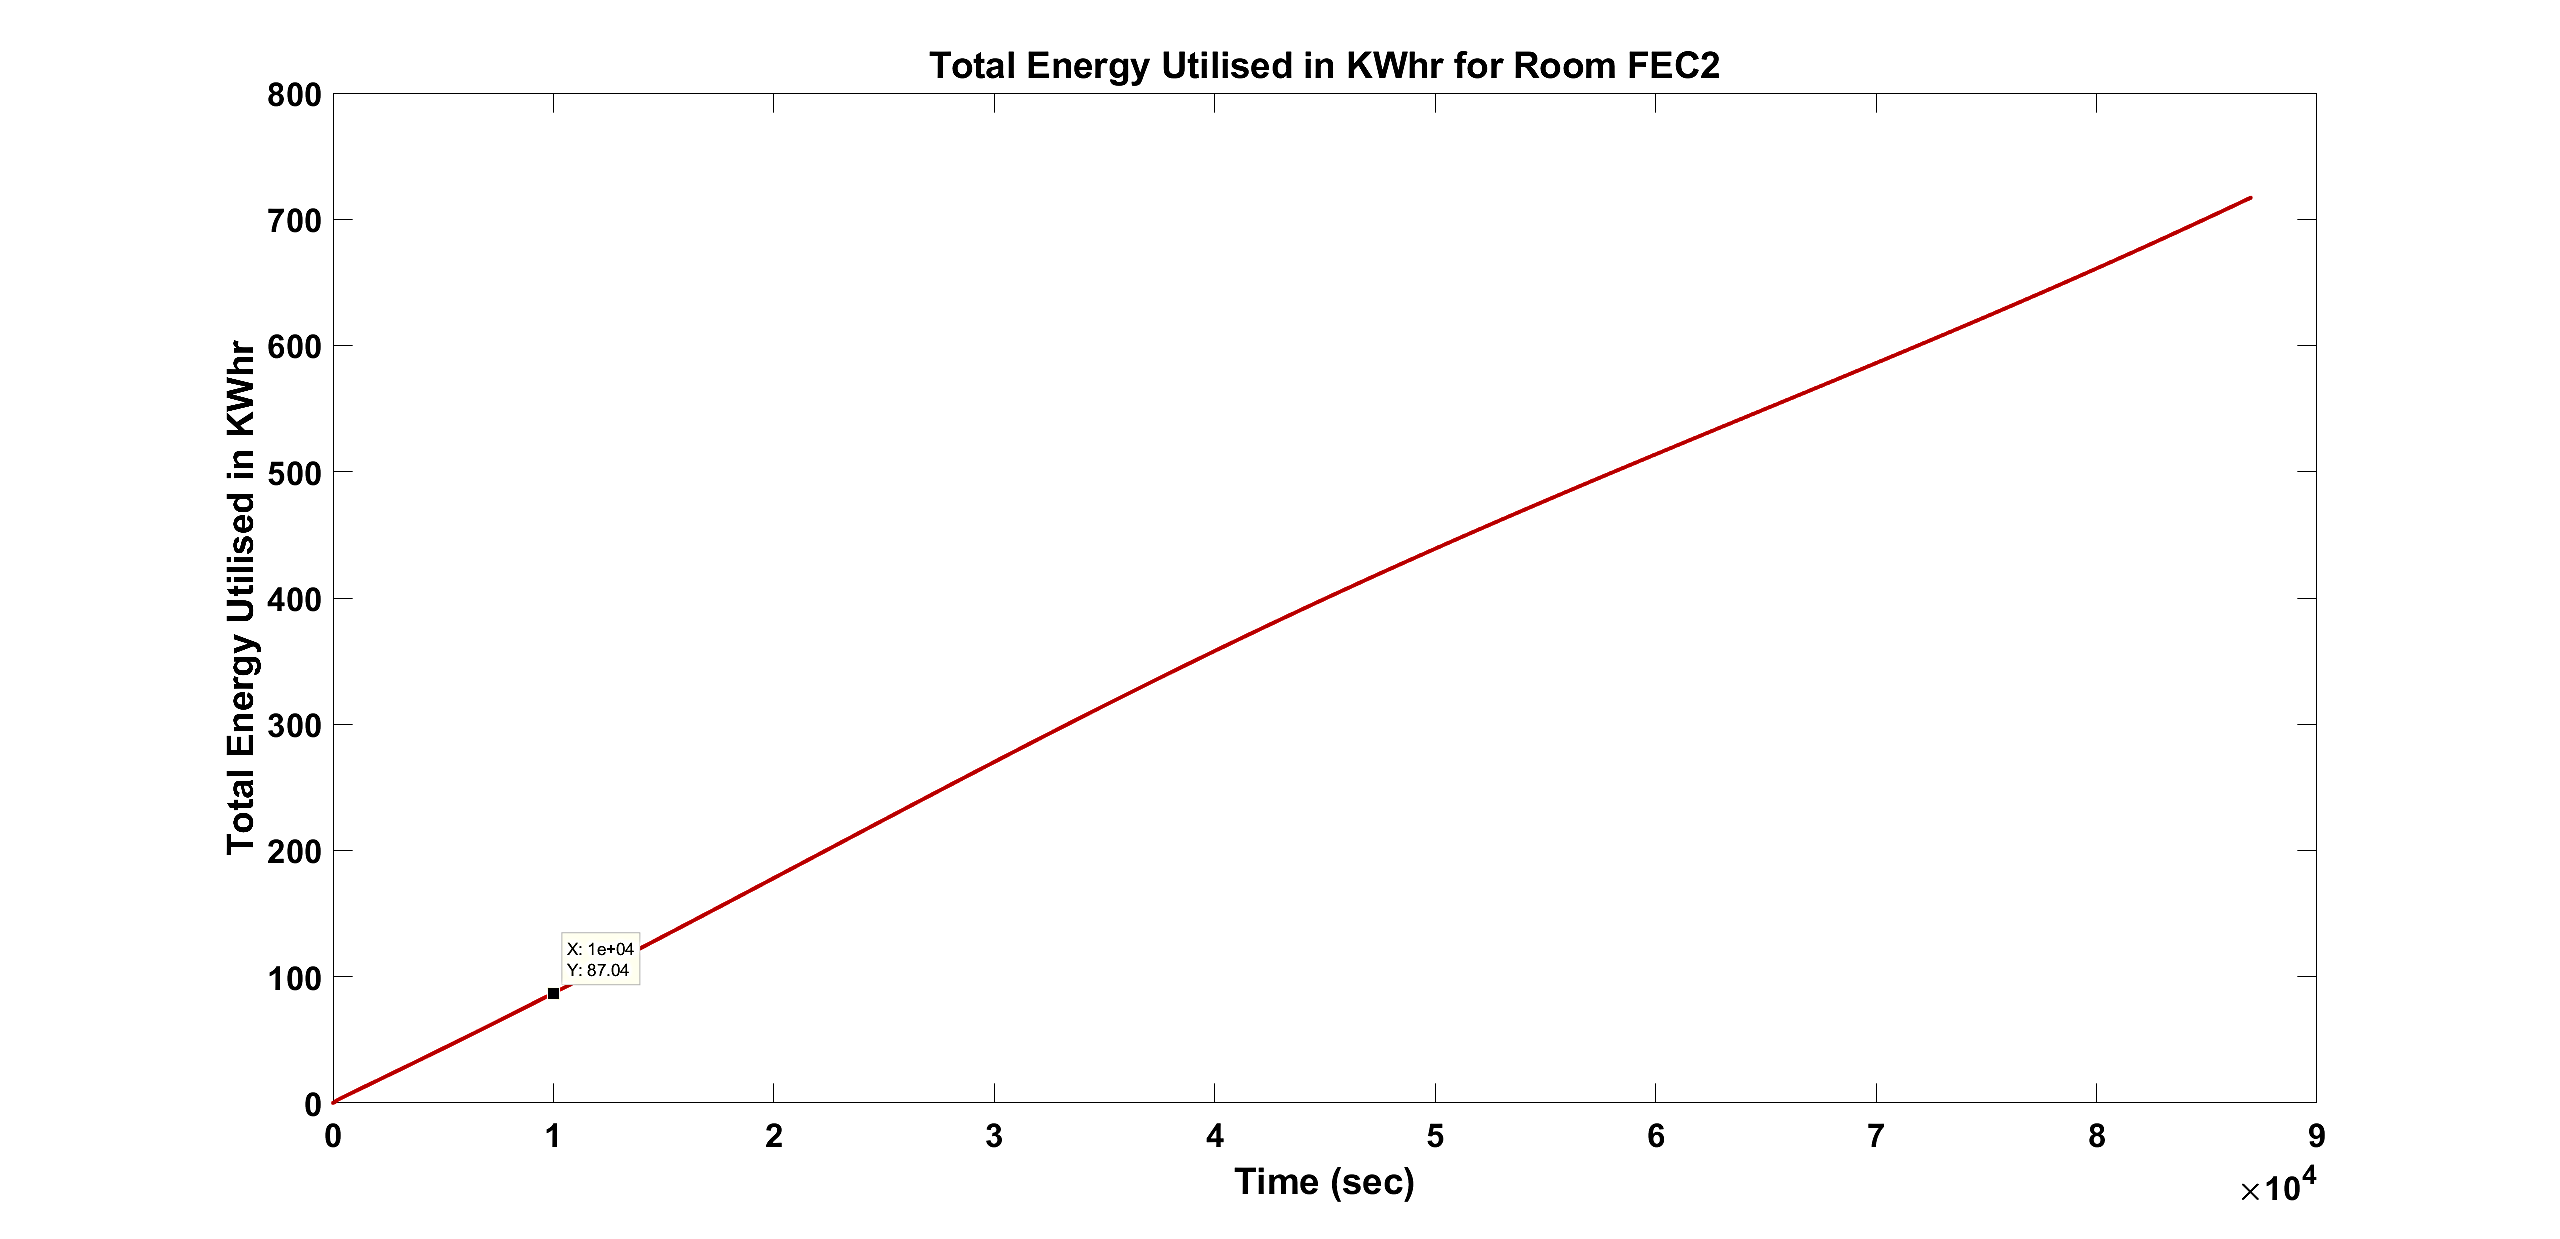 Total Energy Utilised in KWhr for Room FEC2
Total Energy Utilised in KWhr
800
700
600
500
400
300
200
100
0
X: 1e+04
Y: 87.04
0 1 2 3 4 5 6 7 8 9
Time (sec)
×10⁴